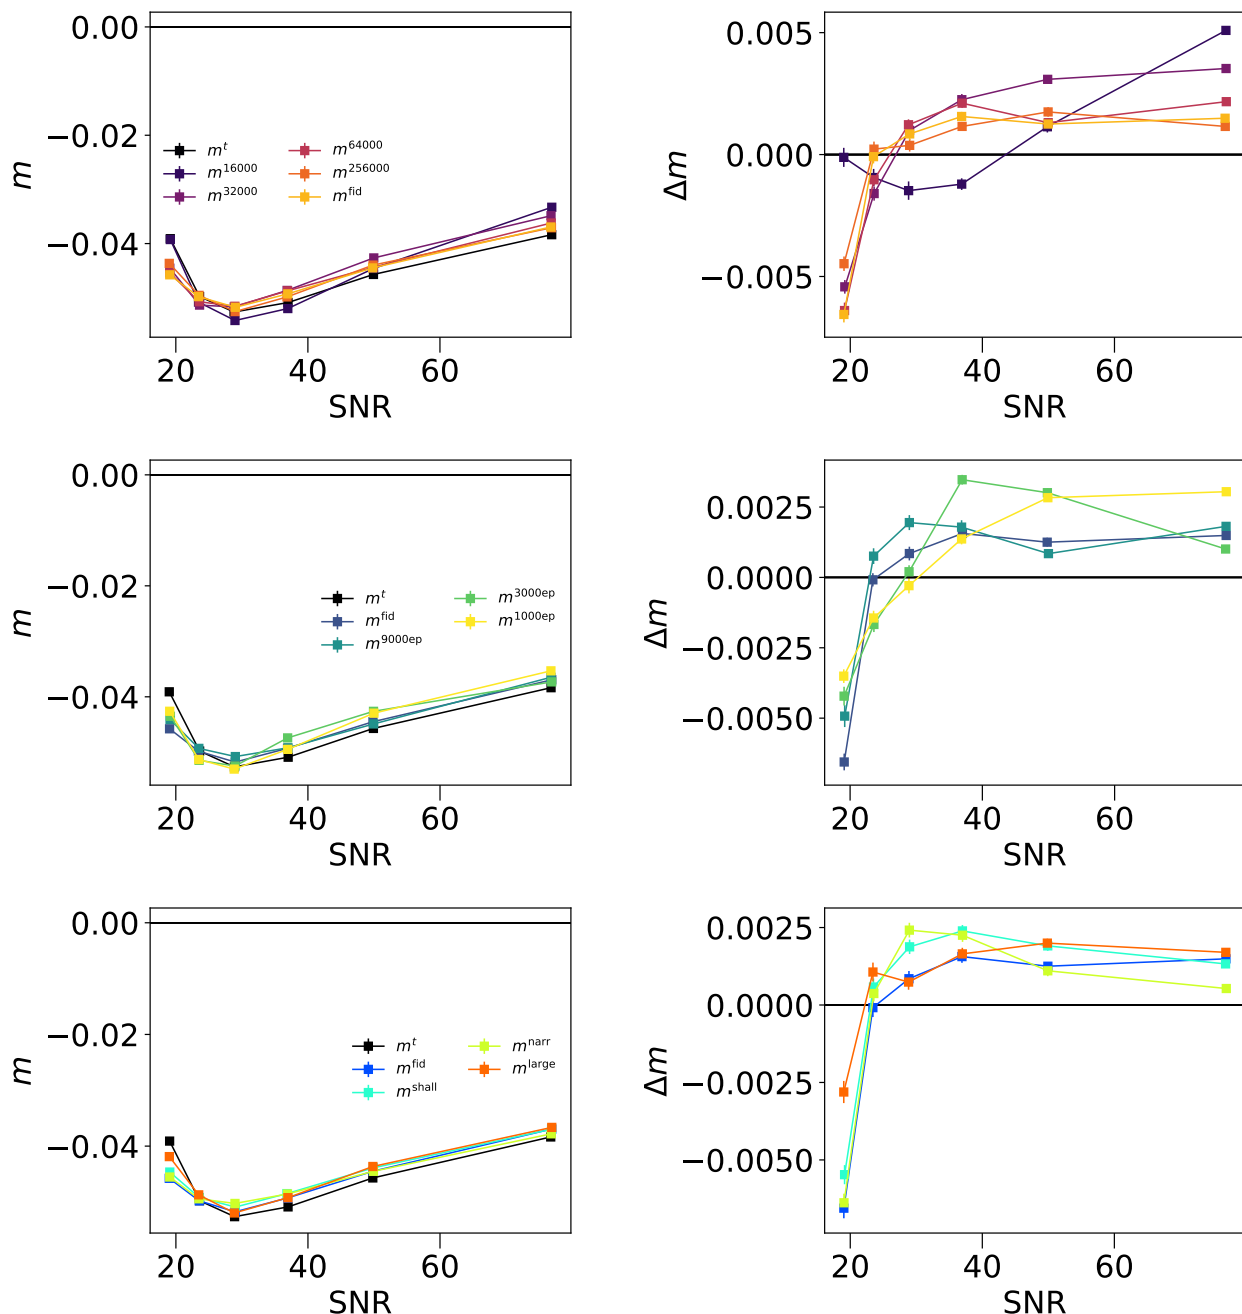 0.00
−0.02
−0.04
m
m^t
m^16000
m^32000
m^64000
m^256000
m^fid
20
40
60
SNR
0.005
0.000
−0.005
Δm
20
40
60
SNR
0.00
−0.02
−0.04
m
m^t
m^fid
m^9000ep
m^3000ep
m^1000ep
20
40
60
SNR
0.0025
0.0000
−0.0025
−0.0050
Δm
20
40
60
SNR
0.00
−0.02
−0.04
m
m^t
m^fid
m^shall
m^narr
m^large
20
40
60
SNR
0.0025
0.0000
−0.0025
−0.0050
Δm
20
40
60
SNR